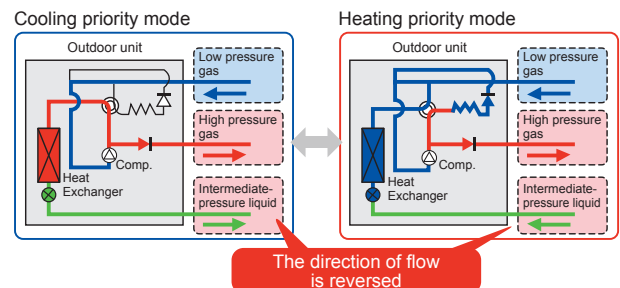 Cooling priority mode
Outdoor unit
Low pressure
gas
High pressure
gas
Comp.
Heat
Exchanger
Intermediate-
pressure liquid
Heating priority mode
Outdoor unit
Low pressure
gas
High pressure
gas
Comp.
Heat
Exchanger
Intermediate-
pressure liquid
The direction of flow
is reversed